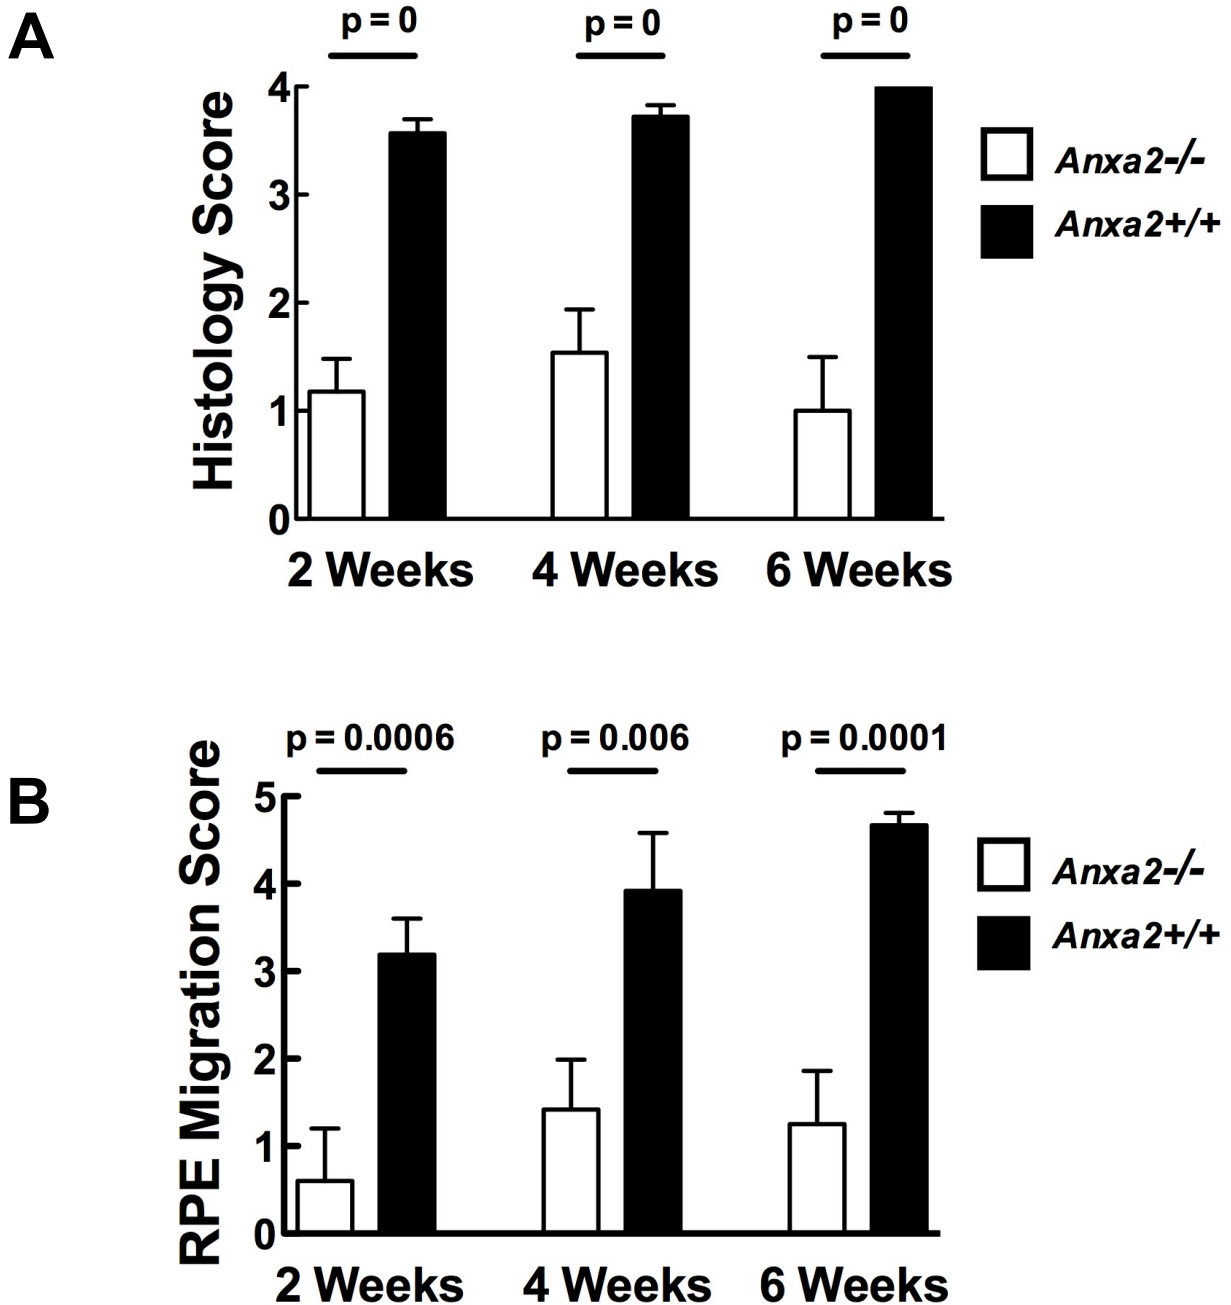 A
p = 0
p = 0
p = 0
Histology Score
4
3
2
1
0
2 Weeks
4 Weeks
6 Weeks
Anxa2-/-
Anxa2+/+
B
p = 0.0006
p = 0.006
p = 0.0001
RPE Migration Score
5
4
3
2
1
0
2 Weeks
4 Weeks
6 Weeks
Anxa2-/-
Anxa2+/+